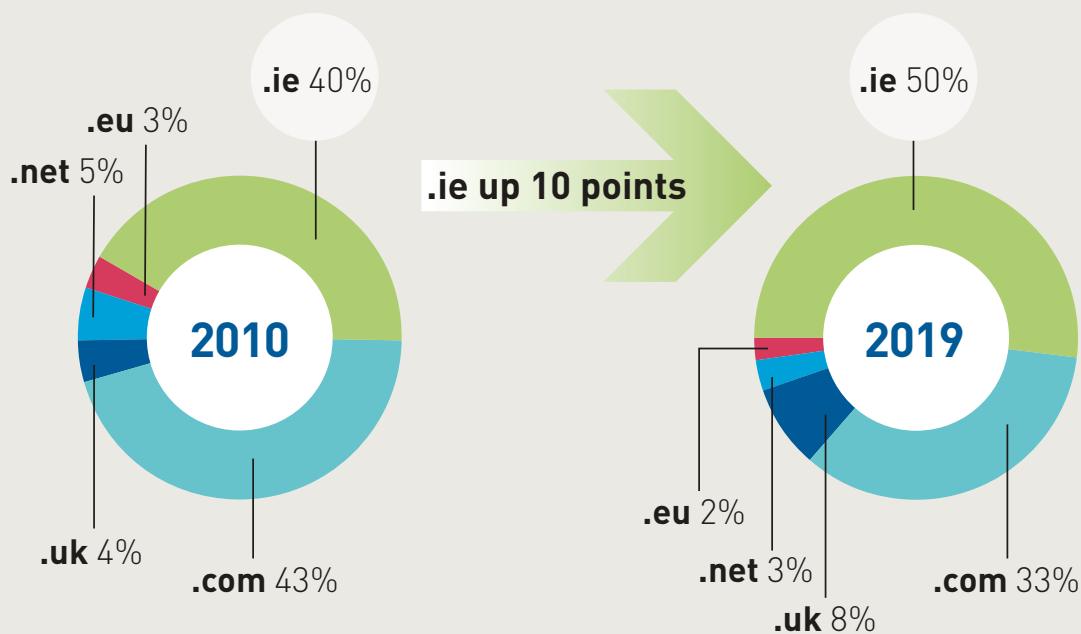 .ie 40%
.eu 3%
.net 5%
2010
.uk 4%
.com 43%
.ie up 10 points
.ie 50%
2019
.eu 2%
.net 3%
.uk 8%
.com 33%